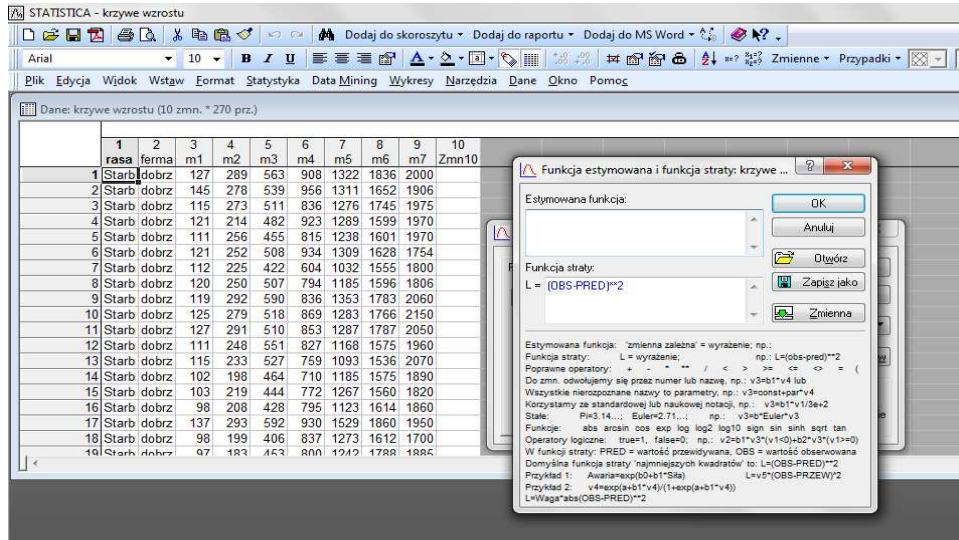 STATISTICA - krzywe wzrostu
Dodaj do skoroszytu Dodaj do raportu Dodaj do MS Word
Arial 10 B I U Zmienne Przypadki
Plik Edycja Widok Wstaw Format Statystyka Data Mining Wykresy Narzędzia Dane Okno Pomoc
Dane: krzywe wzrostu (10 zmn. * 270 prz.)
1 2 3 4 5 6 7 8 9 10
rasa ferma m1 m2 m3 m4 m5 m6 m7 Zmn10
1 Starb dobrz 127 289 563 908 1322 1836 2000
2 Starb dobrz 145 278 539 956 1311 1652 1906
3 Starb dobrz 115 273 511 836 1276 1745 1975
4 Starb dobrz 121 214 482 923 1289 1599 1970
5 Starb dobrz 111 256 455 815 1238 1601 1970
6 Starb dobrz 121 252 508 934 1309 1628 1754
7 Starb dobrz 112 225 422 604 1032 1555 1800
8 Starb dobrz 120 250 507 794 1185 1596 1806
9 Starb dobrz 119 292 590 836 1353 1783 2060
10 Starb dobrz 125 279 518 869 1283 1766 2150
11 Starb dobrz 127 291 510 853 1287 1787 2050
12 Starb dobrz 111 248 551 827 1168 1575 1960
13 Starb dobrz 115 233 527 759 1093 1536 2070
14 Starb dobrz 102 198 464 710 1185 1575 1890
15 Starb dobrz 103 219 444 772 1267 1560 1820
16 Starb dobrz 98 208 428 795 1123 1614 1860
17 Starb dobrz 137 293 592 930 1529 1860 1950
18 Starb dobrz 98 199 406 837 1273 1612 1700
19 Starb dobrz 97 183 453 800 1242 1788 1885
Funkcja estymowana i funkcja straty: krzywe ...
Estymowana funkcja:
OK
Anuluj
Otwórz
Funkcja straty:
L = (OBS-PRED)**2
Zapisz jako
Zmienna
Estymowana funkcja: 'zmienna zależna' = wyrażenie; np.:
Funkcja straty: L = wyrażenie; np.: L=(obs-pred)**2
Poprawne operatory: + - * ** / < > >= <= <> = (
Do zmn. odwołujemy się przez numer lub nazwę, np.: v3=b1*v4 lub
Wszystkie nierozpoznane nazwy to parametry, np.: v3=const+par*v4
Korzystamy ze standardowej lub naukowej notacji, np.: v3=b1*v1/3e+2
Stałe: Pi=3.14...; Euler=2.71...; np.: v3=b*Euler*v3
Funkcje: abs arcsin cos exp log log2 log10 sign sin sinh sqrt tan
Operatory logiczne: true=1, false=0; np.: v2=b1*v3*(v1<0)+b2*v3*(v1>=0)
W funkcji straty: PRED = wartość przewidywana, OBS = wartość obserwowana
Domyślna funkcja straty 'najmniejszych kwadratów' to: L=(OBS-PRED)**2
Przykład 1: Awaria=exp(b0+b1*Siła) L=v5*(OBS-PRZEW)*2
Przykład 2: v4=exp(a+b1*v4)/(1+exp(a+b1*v4))
L=Waga*abs(OBS-PRED)**2